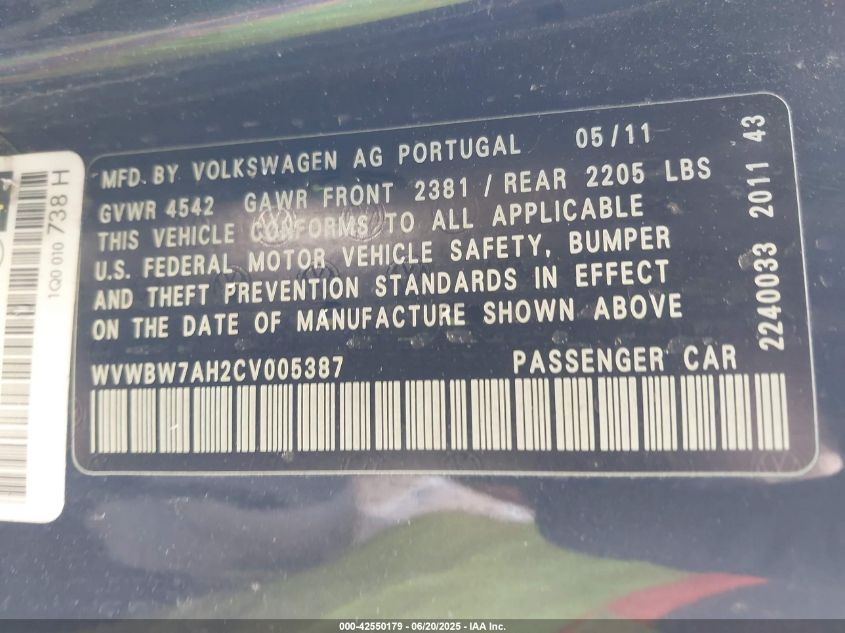 MFD. BY VOLKSWAGEN AG PORTUGAL 05/11
GVWR 4542 GAWR FRONT 2381 / REAR 2205 LBS
THIS VEHICLE CONFORMS TO ALL APPLICABLE
U.S. FEDERAL MOTOR VEHICLE SAFETY, BUMPER
AND THEFT PREVENTION STANDARDS IN EFFECT
ON THE DATE OF MANUFACTURE SHOWN ABOVE
WVWBW7AH2CV005387 PASSENGER CAR
2240033 2011 43
1Q0 010 738 H
000-42550179 - 06/20/2025 - IAA Inc.